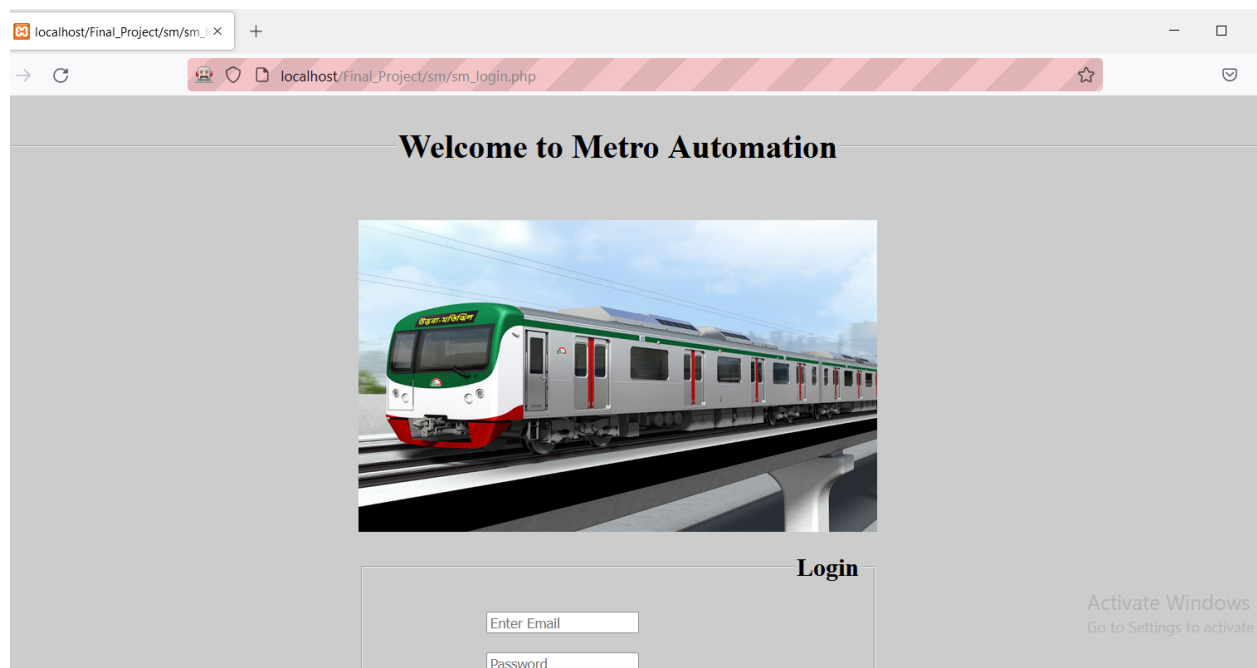 localhost/Final_Project/sm/sm_l
localhost/Final_Project/sm/sm_login.php
Welcome to Metro Automation
উত্তরা-মতিঝিল
Login
Enter Email
Password
Activate Windows
Go to Settings to activate